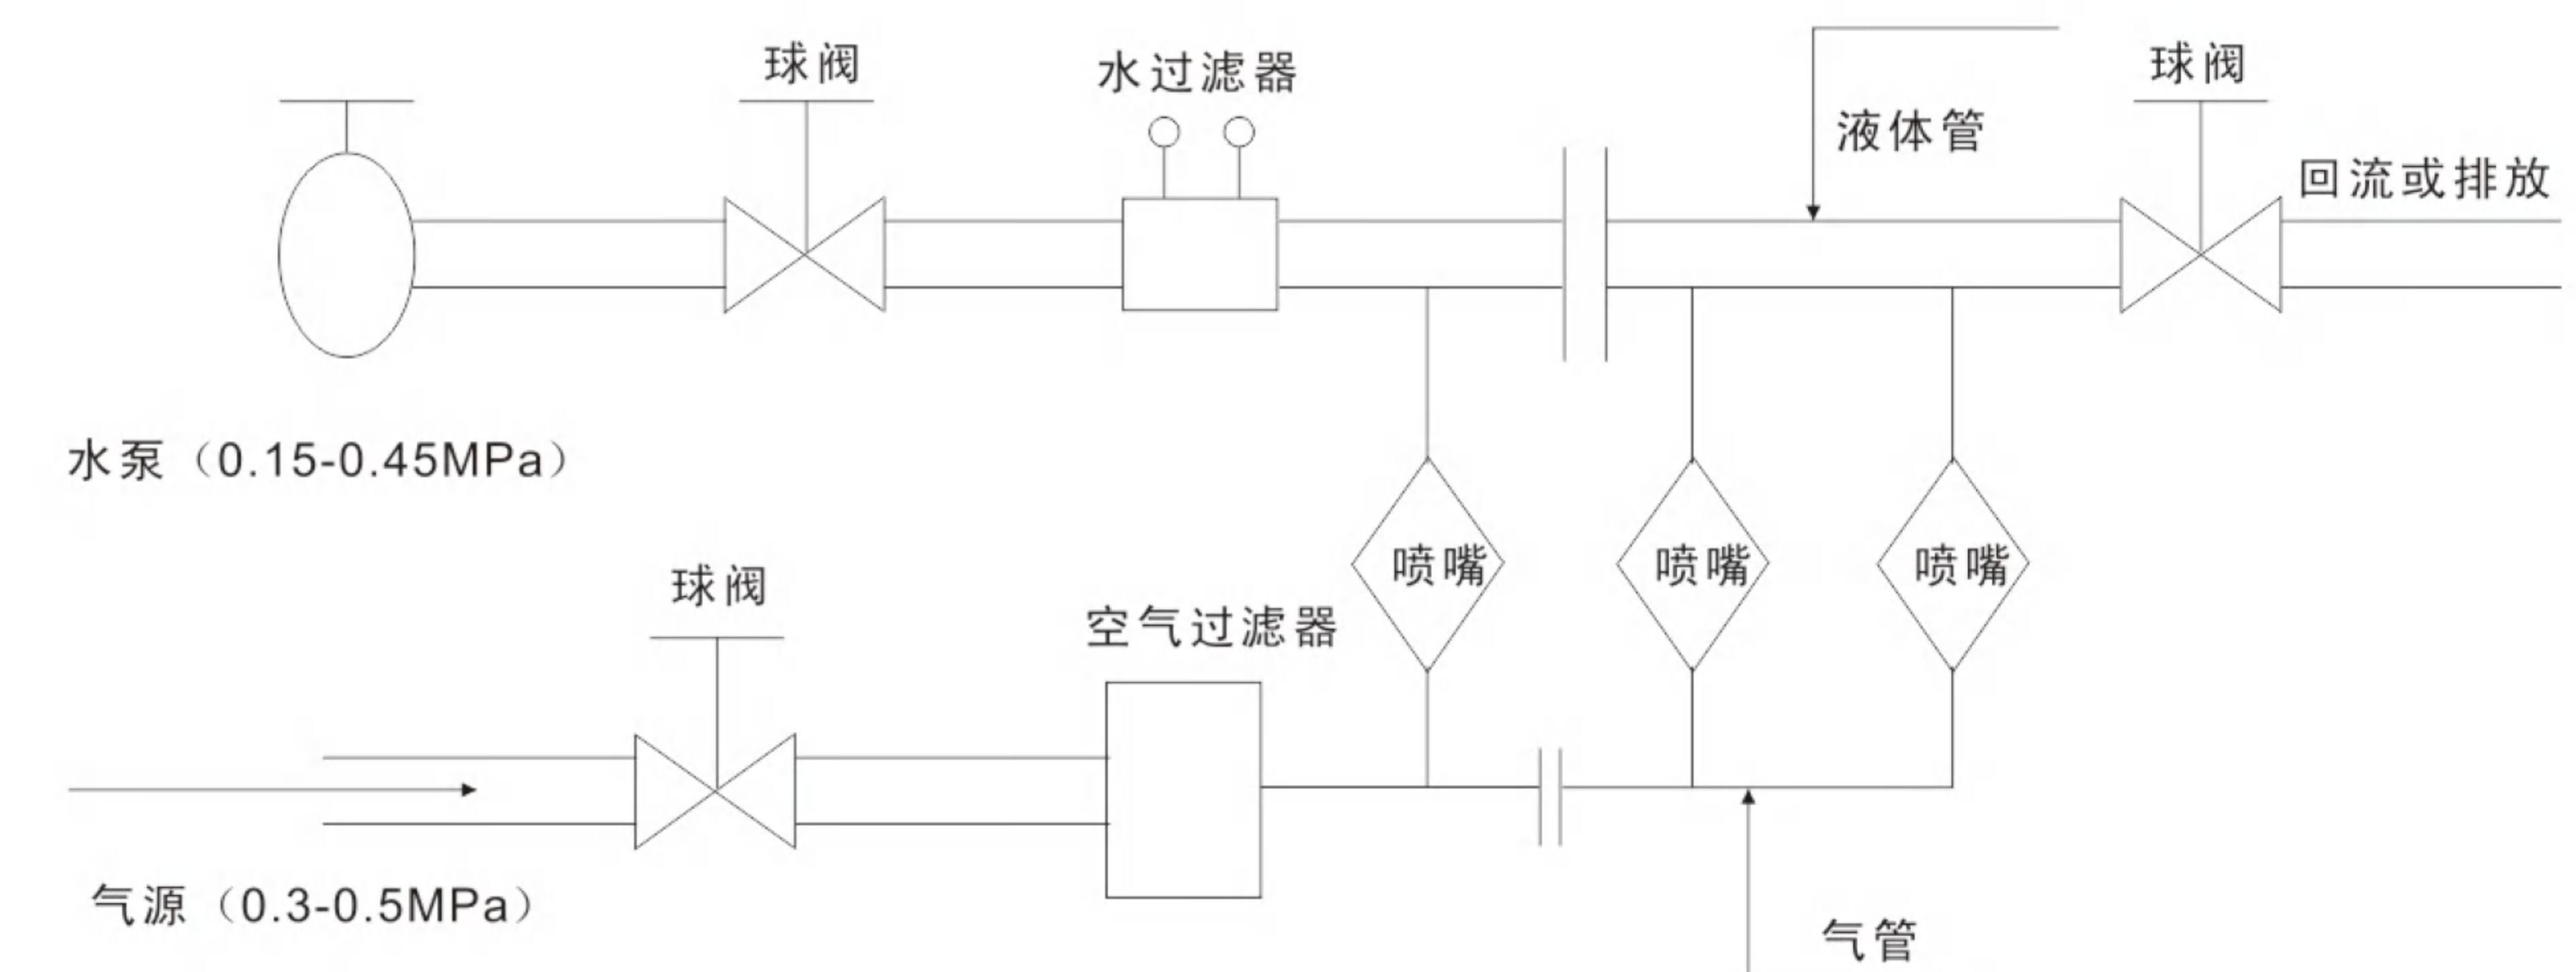 球阀
水过滤器
液体管
球阀
回流或排放
水泵（0.15-0.45MPa）
喷嘴
喷嘴
喷嘴
球阀
空气过滤器
气源（0.3-0.5MPa）
气管